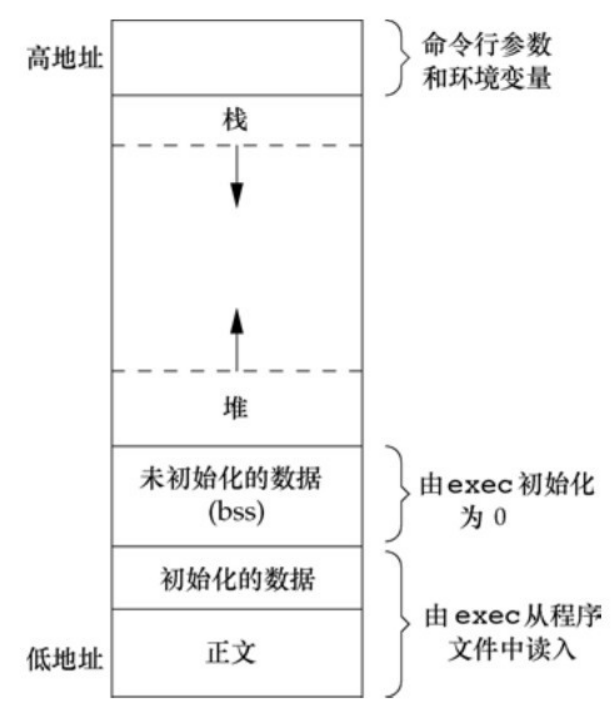 高地址
命令行参数
和环境变量
栈
堆
未初始化的数据
(bss)
由exec初始化
为 0
初始化的数据
由exec从程序
文件中读入
低地址
正文